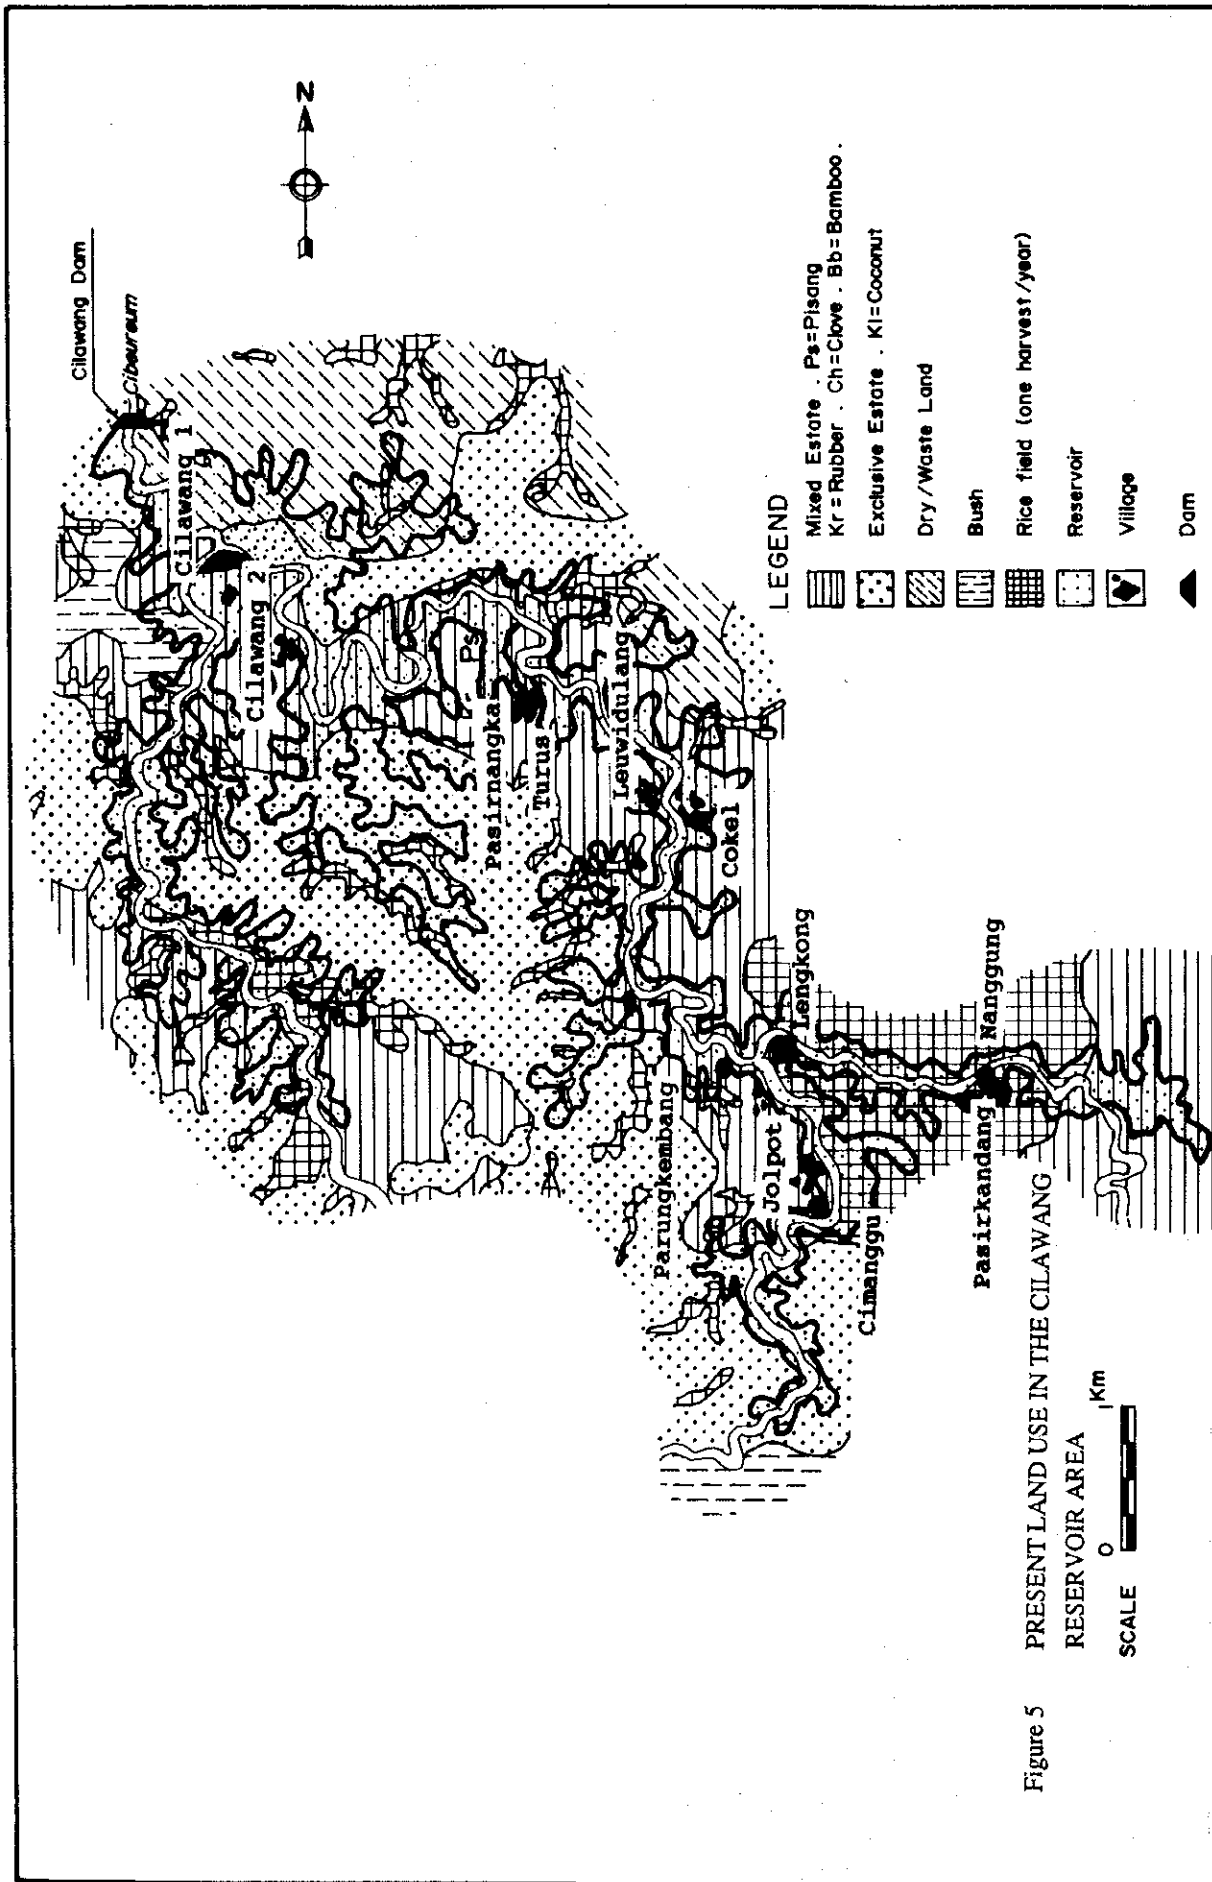 Cilawang Dam
Cibeureum
N
Cilawang 1
Cilawang 2
Ps
Pasirnangka
Turus
Leuwidulang
Cokel
Lengkong
Nanggung
Parungkembang
Jolpot
Cimanggu
Pasirkandang
LEGEND
Mixed Estate . Ps=Pisang
Kr = Rubber . Ch=Clove . Bb=Bamboo .
Exclusive Estate . Kl=Coconut
Dry/Waste Land
Bush
Rice field (one harvest/year)
Reservoir
Village
Dam
Figure 5 PRESENT LAND USE IN THE CILAWANG
RESERVOIR AREA
SCALE 0 1Km